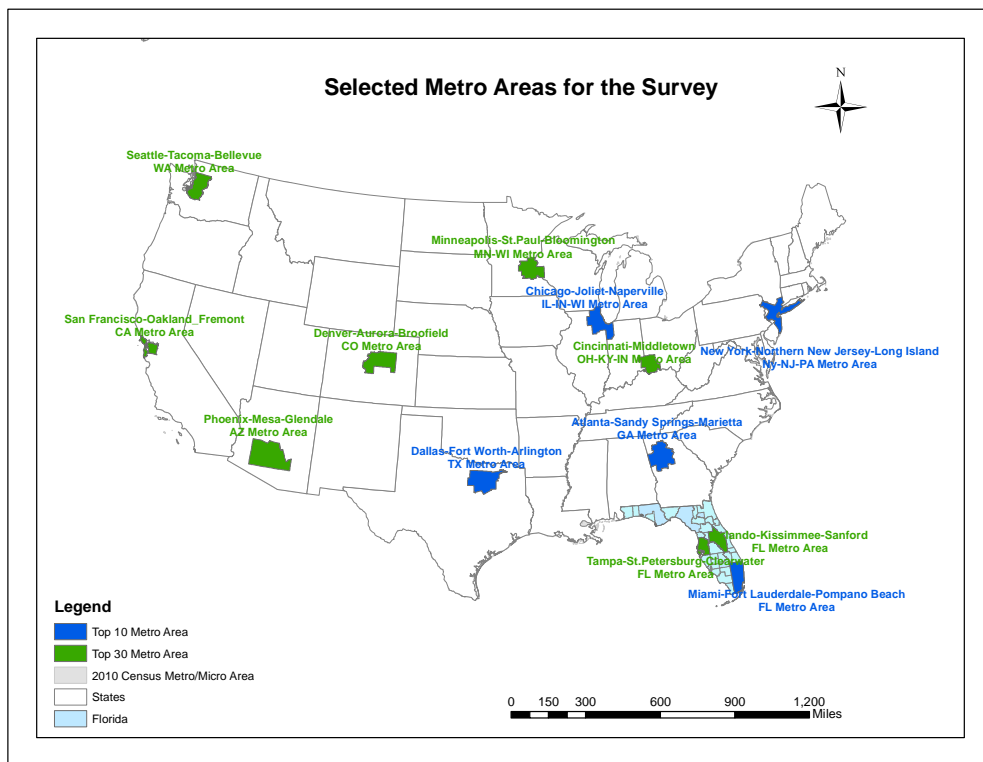 Selected Metro Areas for the Survey
N
Seattle-Tacoma-Bellevue
WA Metro Area
Minneapolis-St.Paul-Bloomington
MN-WI Metro Area
Chicago-Joliet-Naperville
IL-IN-WI Metro Area
San Francisco-Oakland_Fremont
CA Metro Area
Denver-Aurora-Broofield
CO Metro Area
Cincinnati-Middletown
OH-KY-IN Metro Area
New York-Northern New Jersey-Long Island
Ny-NJ-PA Metro Area
Phoenix-Mesa-Glendale
AZ Metro Area
Atlanta-Sandy Springs-Marietta
GA Metro Area
Dallas-Fort Worth-Arlington
TX Metro Area
Orlando-Kissimmee-Sanford
FL Metro Area
Tampa-St.Petersburg-Clearwater
FL Metro Area
Miami-Fort Lauderdale-Pompano Beach
FL Metro Area
Legend
Top 10 Metro Area
Top 30 Metro Area
2010 Census Metro/Micro Area
States
Florida
0 150 300 600 900 1,200
Miles